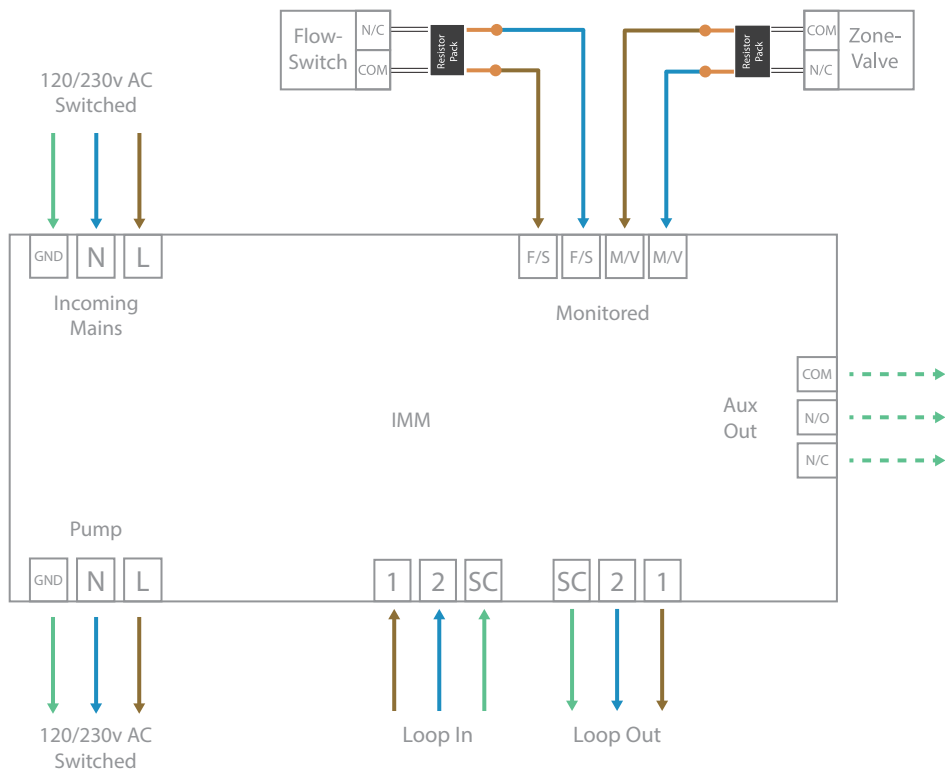 Flow-
Switch
N/C
COM
Resistor
Pack
Resistor
Pack
COM
N/C
Zone-
Valve
120/230v AC
Switched
GND
N
L
Incoming
Mains
F/S
F/S
M/V
M/V
Monitored
IMM
Aux
Out
COM
N/O
N/C
Pump
GND
N
L
1
2
SC
SC
2
1
120/230v AC
Switched
Loop In
Loop Out